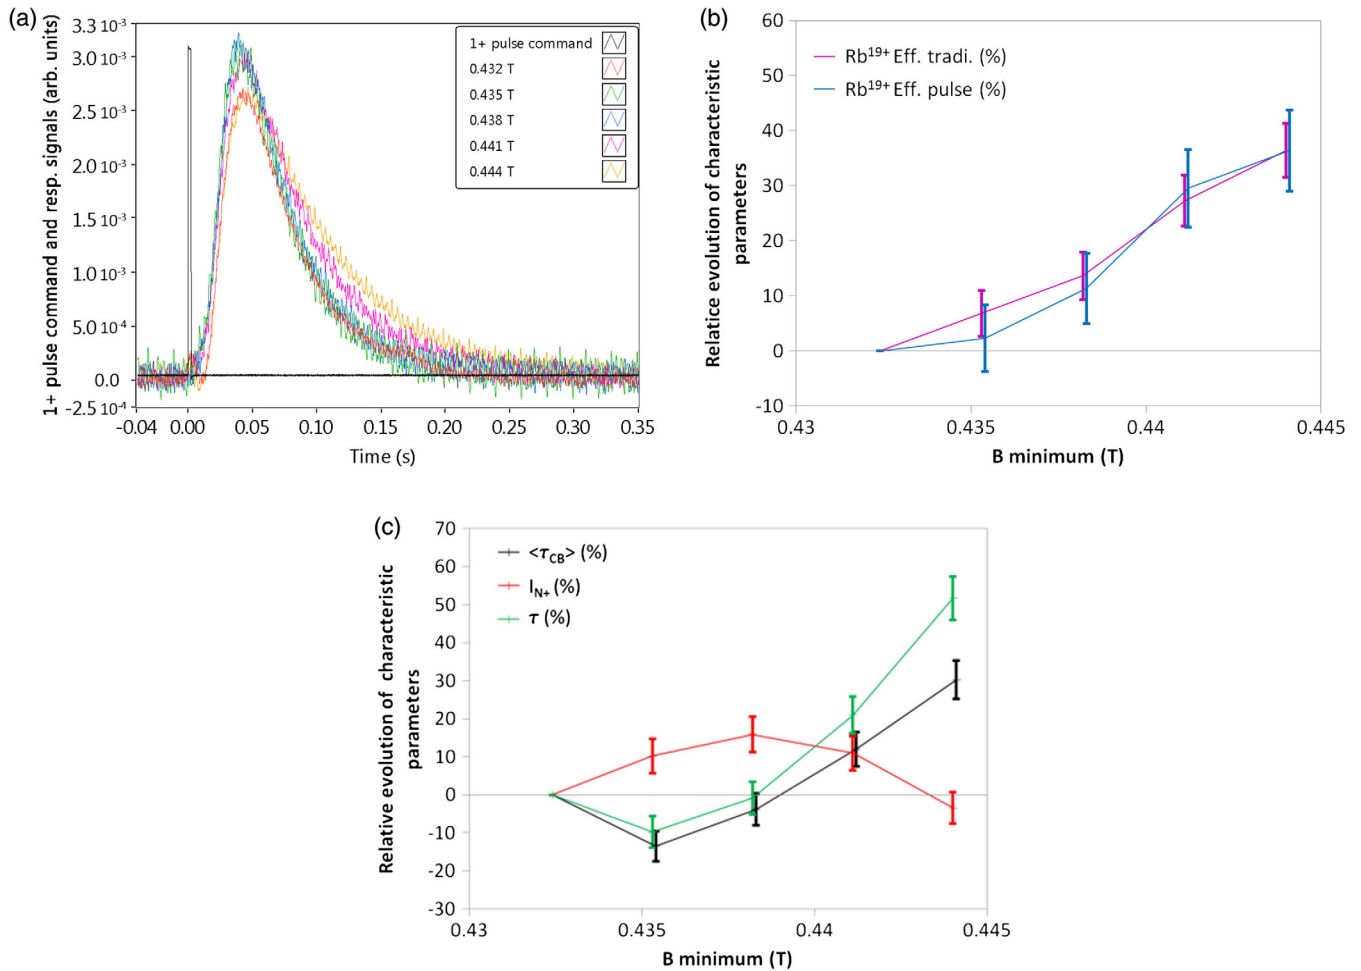 (a)
1+ pulse command and resp. signals (arb. units)
3.3 10⁻³
3.0 10⁻³
2.5 10⁻³
2.0 10⁻³
1.5 10⁻³
1.0 10⁻³
5.0 10⁻⁴
0.0
−2.5 10⁻⁴
-0.04 0.00 0.05 0.10 0.15 0.20 0.25 0.30 0.35
Time (s)
1+ pulse command
0.432 T
0.435 T
0.438 T
0.441 T
0.444 T
(b)
Relatice evolution of characteristic
parameters
60
50
40
30
20
10
0
-10
0.43 0.435 0.44 0.445
B minimum (T)
Rb¹⁹⁺ Eff. tradi. (%)
Rb¹⁹⁺ Eff. pulse (%)
(c)
Relative evolution of characteristic
parameters
70
60
50
40
30
20
10
0
-10
-20
-30
0.43 0.435 0.44 0.445
B minimum (T)
<τ_CB> (%)
I_N+ (%)
τ (%)